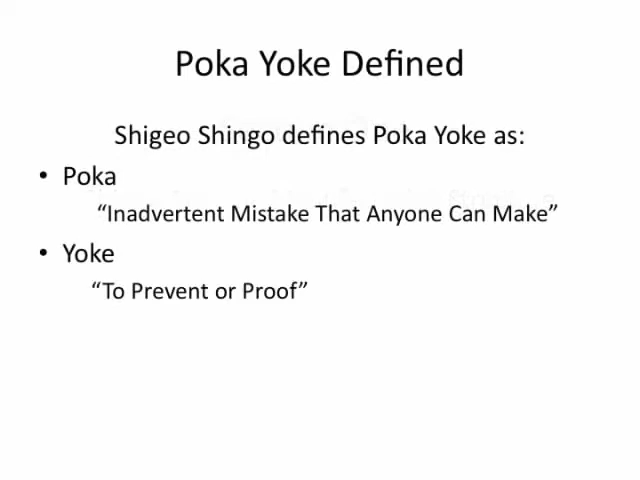 Poka Yoke Defined
Shigeo Shingo defines Poka Yoke as:
• Poka
“Inadvertent Mistake That Anyone Can Make”
• Yoke
“To Prevent or Proof”